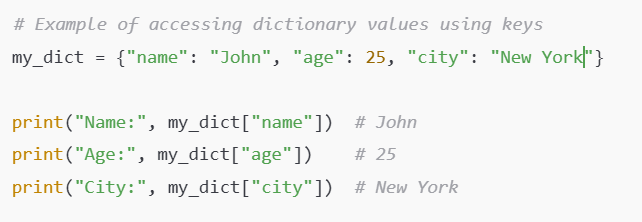 # Example of accessing dictionary values using keys
my_dict = {"name": "John", "age": 25, "city": "New York"}
print("Name:", my_dict["name"])  # John
print("Age:", my_dict["age"])    # 25
print("City:", my_dict["city"])  # New York